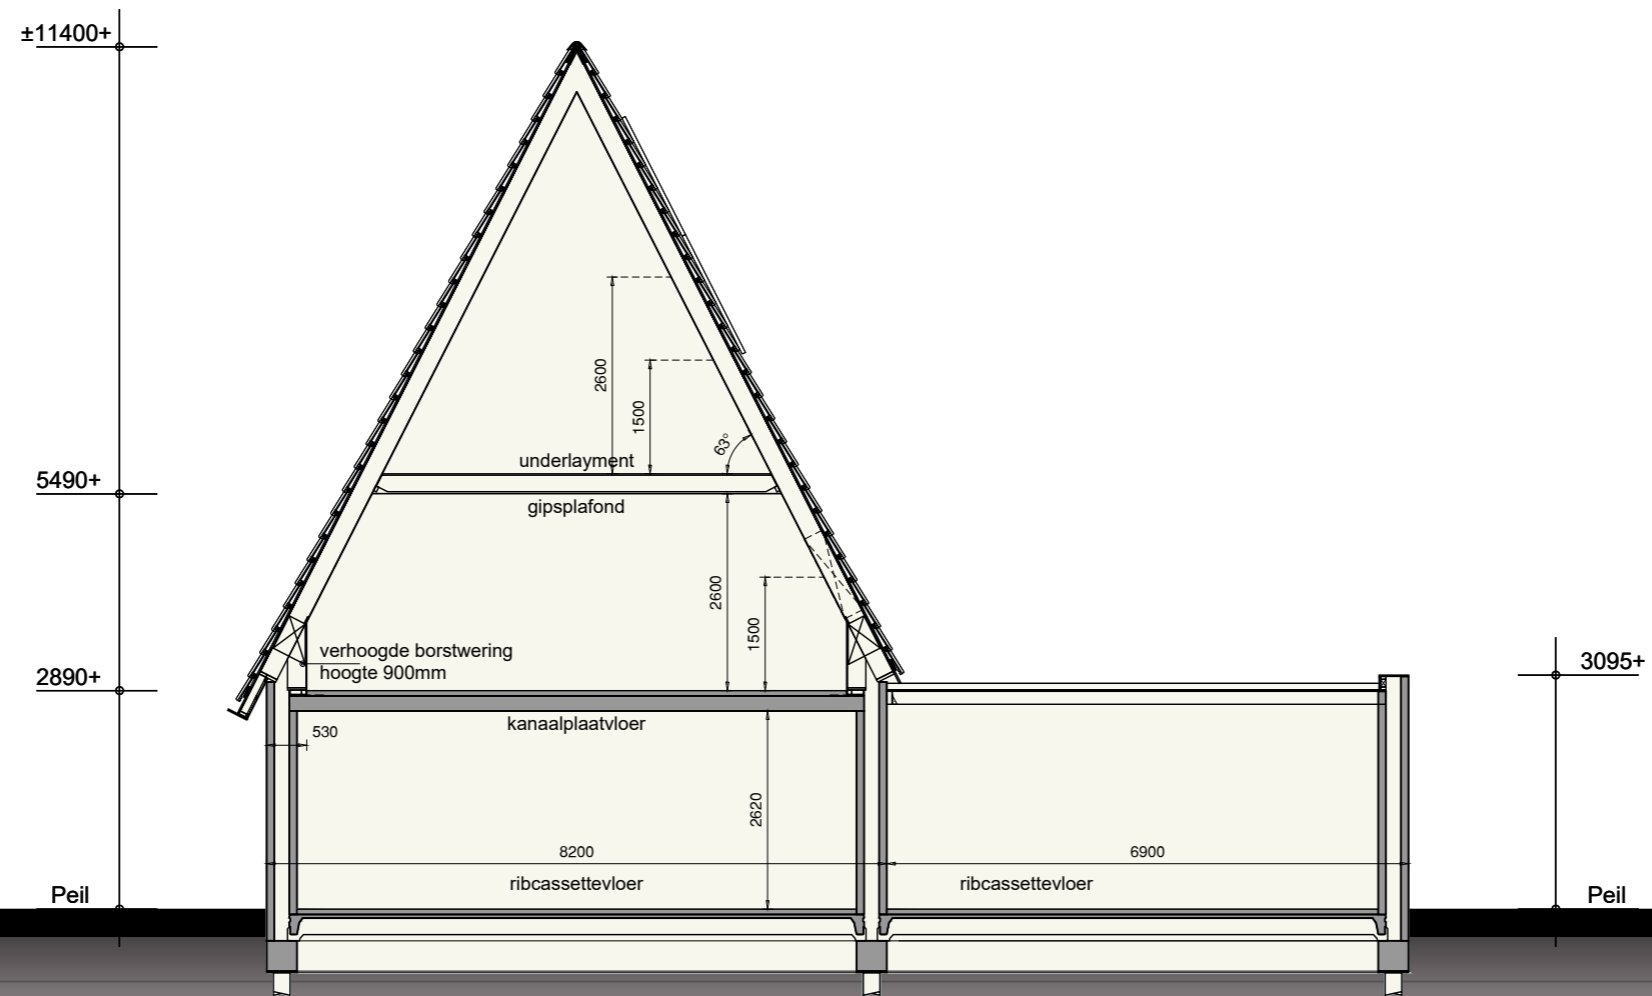 ±11400+
2600
1500
63°
underlayment
5490+
gipsplafond
2600
1500
verhoogde borstwering
hoogte 900mm
3095+
2890+
kanaalplaatvloer
530
2620
8200
6900
ribcassettevloer
ribcassettevloer
Peil
Peil